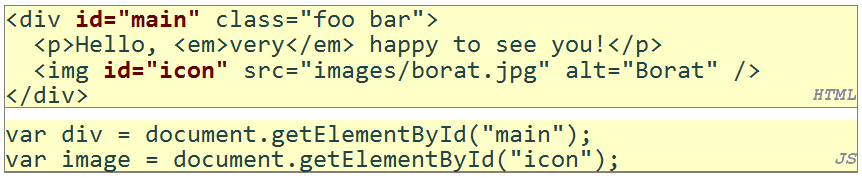 <div id="main" class="foo bar">
  <p>Hello, <em>very</em> happy to see you!</p>
  <img id="icon" src="images/borat.jpg" alt="Borat" />
</div>
HTML
var div = document.getElementById("main");
var image = document.getElementById("icon");
JS